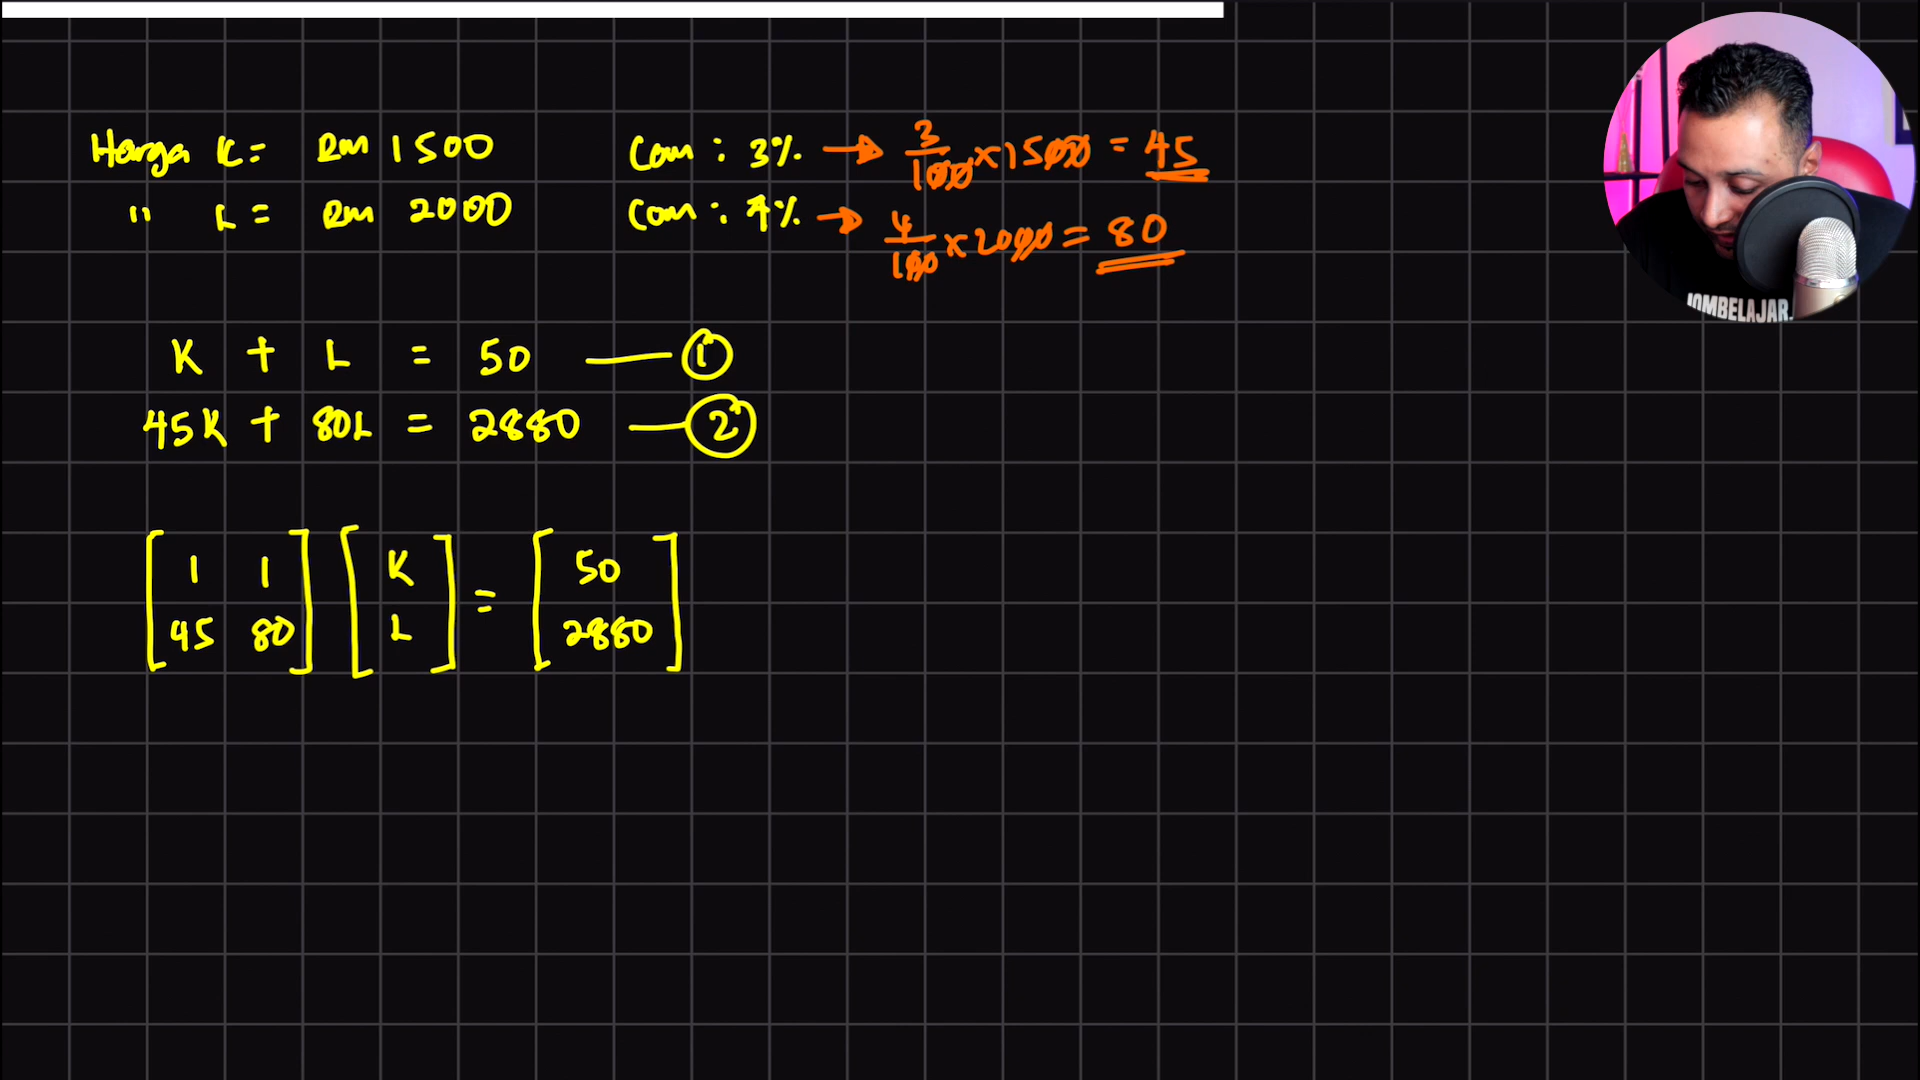 Harga K = RM 1500 Com : 3% → 3/100 × 1500 = 45
" L = RM 2000 Com : 4% → 4/100 × 2000 = 80
K + L = 50 — ①
45K + 80L = 2880 — ②
[1 1] [K] = [50]
[45 80] [L] [2880]
JOMBELAJAR.